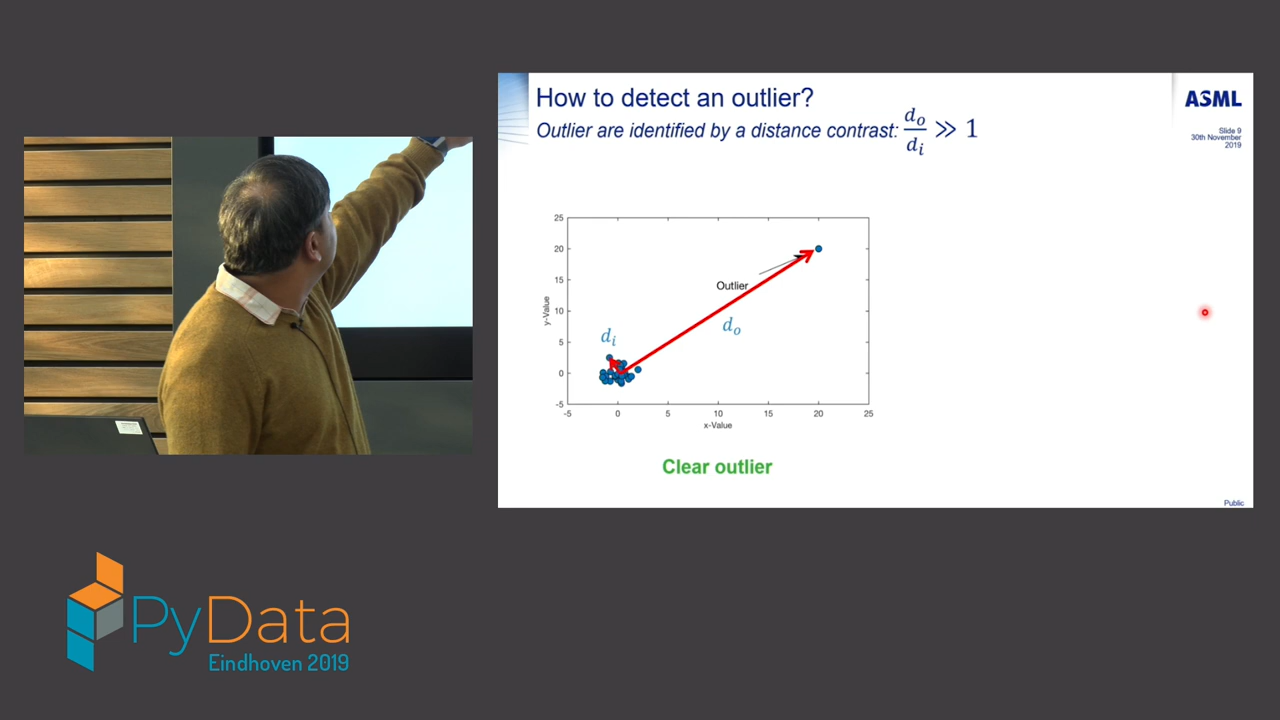 How to detect an outlier?
Outlier are identified by a distance contrast: d_o/d_i ≫ 1
ASML
Slide 9
30th November
2019
25
20
15
10
5
0
-5
y-Value
Outlier
d_i
d_o
-5 0 5 10 15 20 25
x-Value
Clear outlier
Public
PyData
Eindhoven 2019